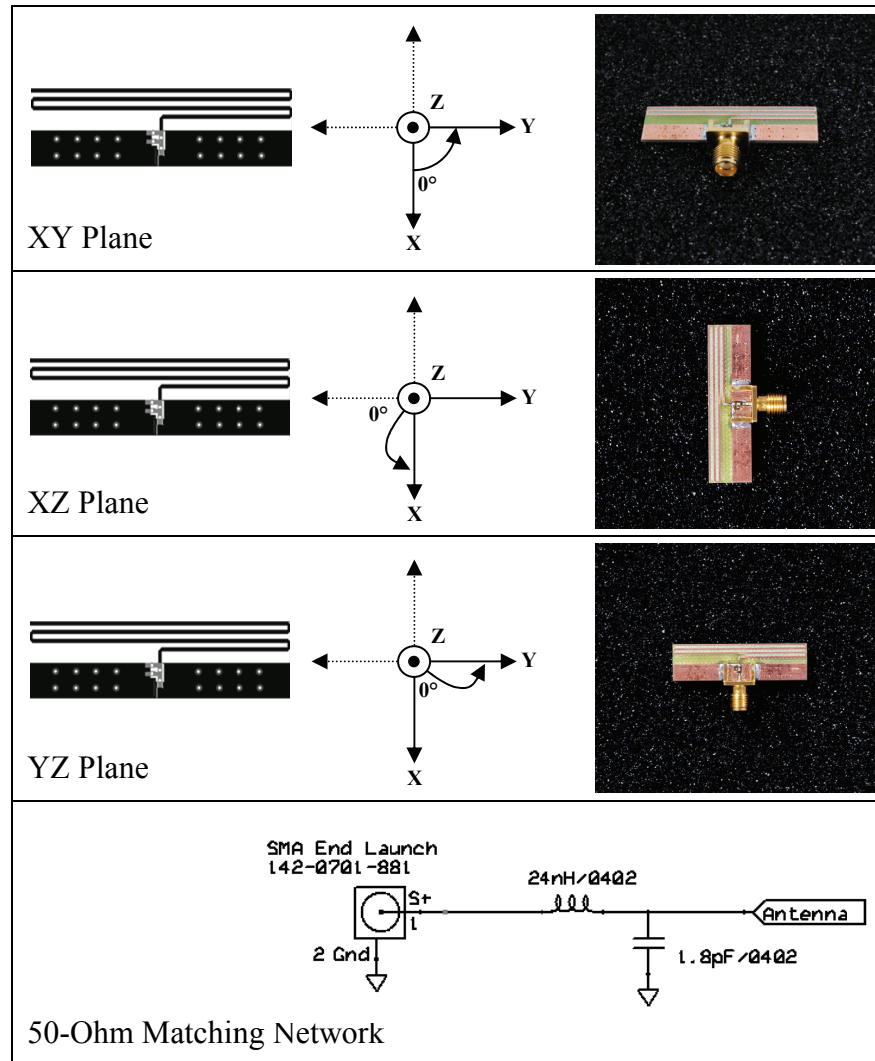 Z
Y
0°
X
XY Plane
Z
Y
0°
X
XZ Plane
Z
Y
0°
X
YZ Plane
SMA End Launch
142-0701-881
S+
1
2 Gnd
24nH/0402
Antenna
1.8pF/0402
50-Ohm Matching Network